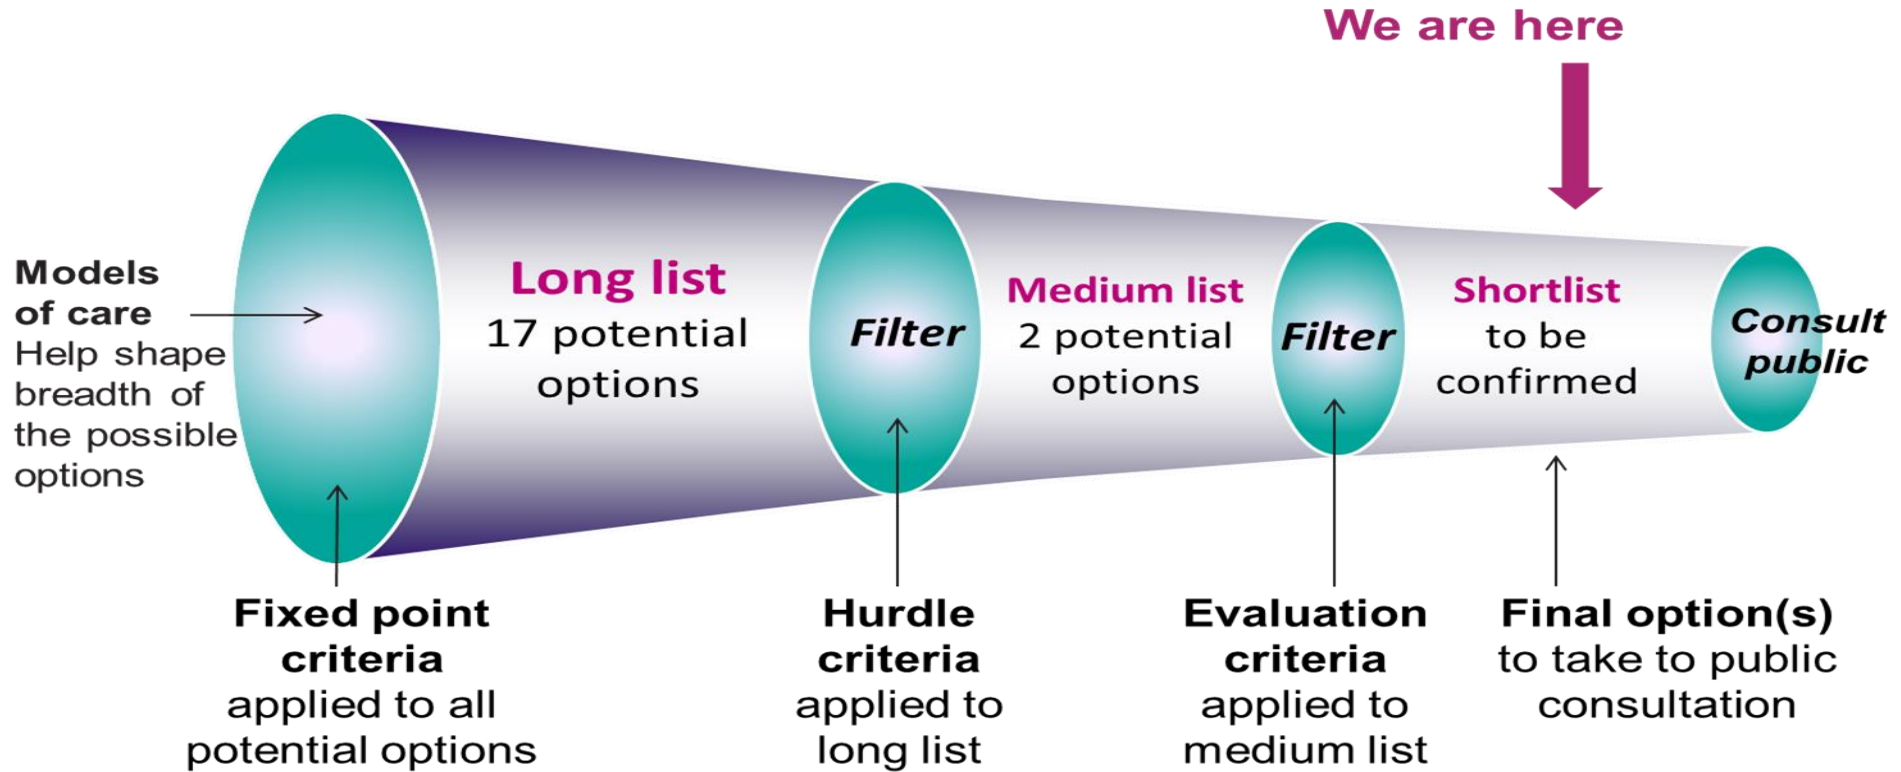 We are here
Models
of care
Help shape
breadth of
the possible
options
Long list
17 potential
options
Filter
Medium list
2 potential
options
Filter
Shortlist
to be
confirmed
Consult
public
Fixed point
criteria
applied to all
potential options
Hurdle
criteria
applied to
long list
Evaluation
criteria
applied to
medium list
Final option(s)
to take to public
consultation